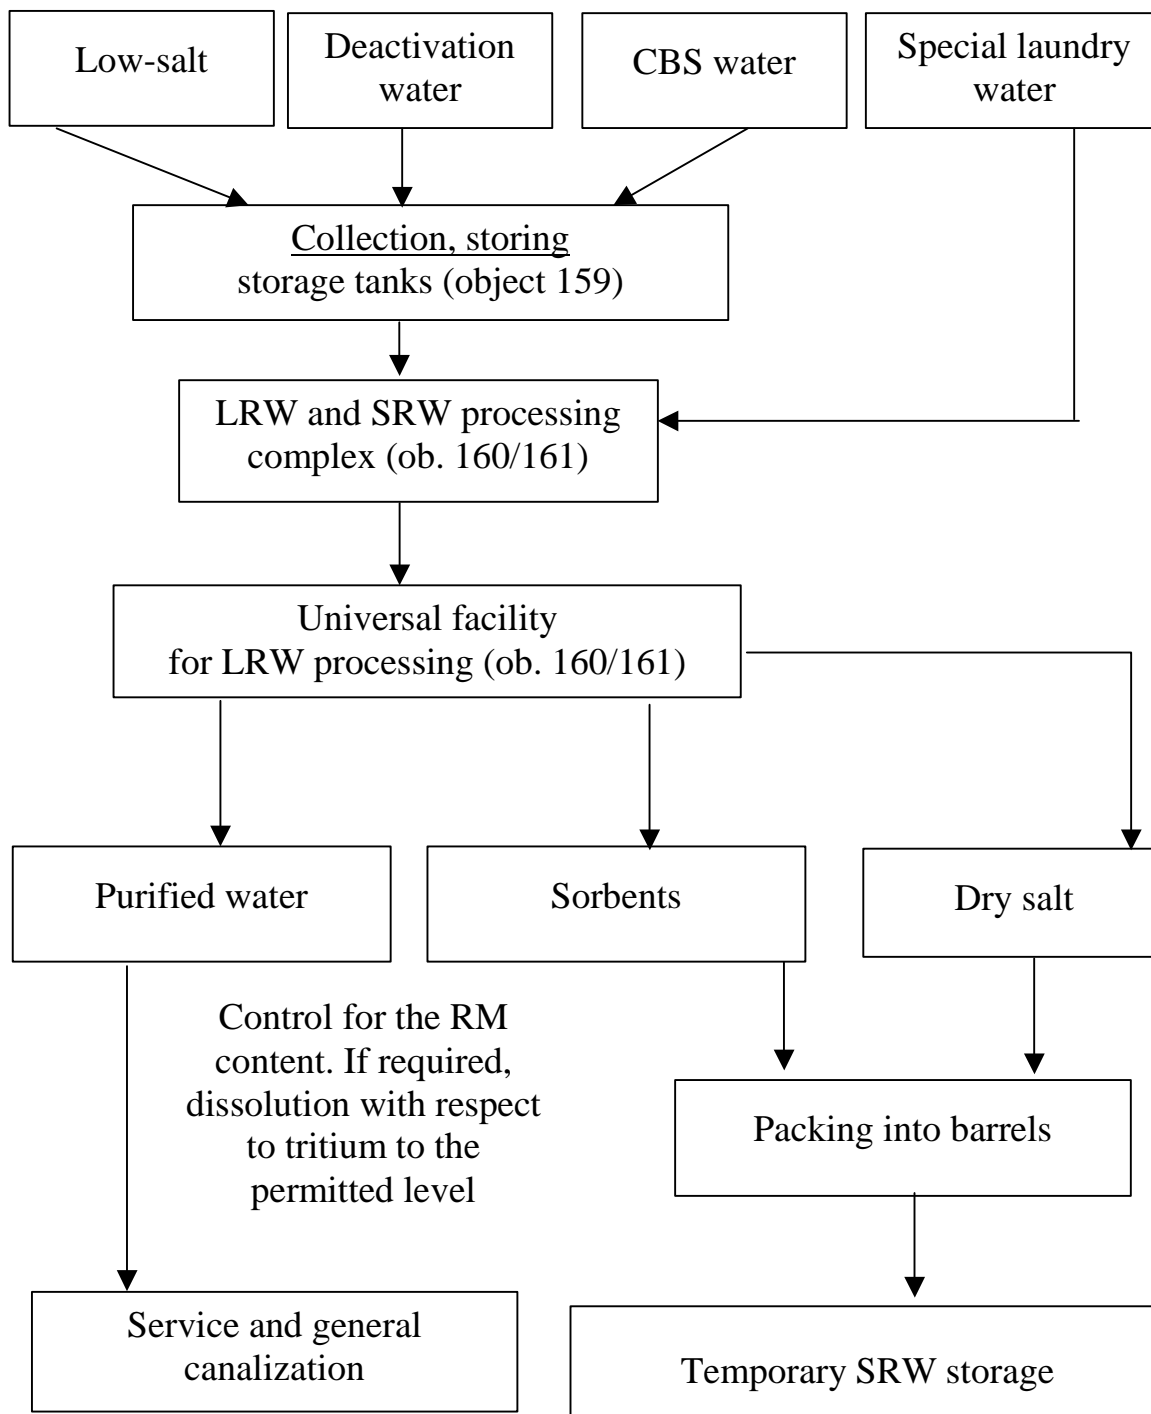 Low-salt
Deactivation
water
CBS water
Special laundry
water
Collection, storing
storage tanks (object 159)
LRW and SRW processing
complex (ob. 160/161)
Universal facility
for LRW processing (ob. 160/161)
Purified water
Sorbents
Dry salt
Control for the RM
content. If required,
dissolution with respect
to tritium to the
permitted level
Packing into barrels
Service and general
canalization
Temporary SRW storage